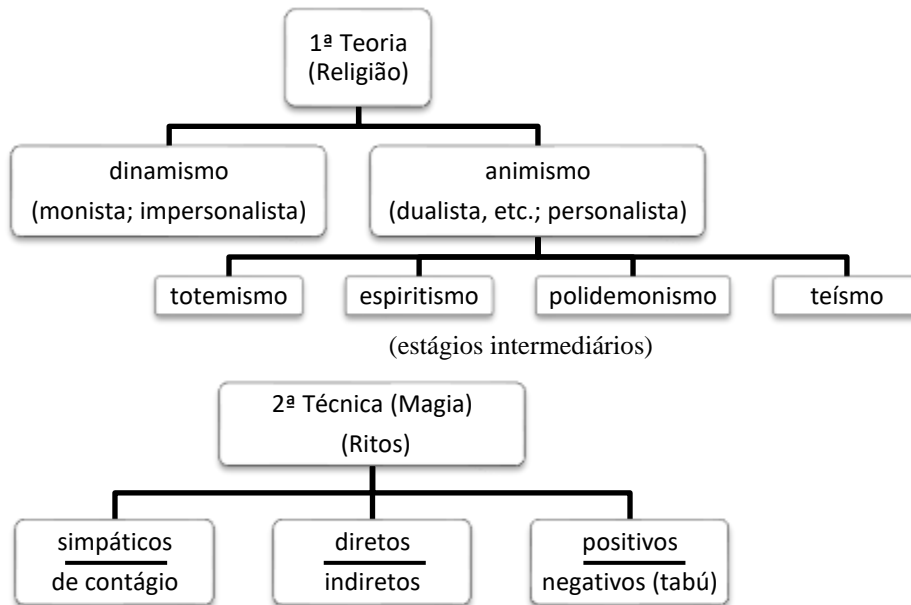 1ª Teoria
(Religião)
dinamismo
(monista; impersonalista)
animismo
(dualista, etc.; personalista)
totemismo
espiritismo
polidemonismo
teísmo
(estágios intermediários)
2ª Técnica (Magia)
(Ritos)
simpáticos
de contágio
diretos
indiretos
positivos
negativos (tabú)